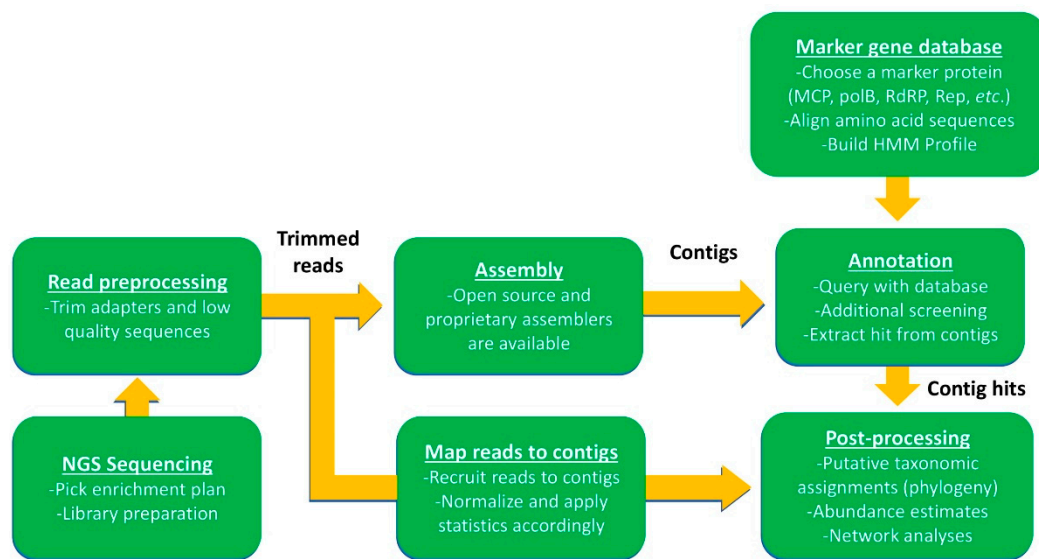 Marker gene database
-Choose a marker protein
(MCP, polB, RdRP, Rep, etc.)
-Align amino acid sequences
-Build HMM Profile
Trimmed
reads
Contigs
Read preprocessing
-Trim adapters and low
quality sequences
Assembly
-Open source and
proprietary assemblers
are available
Annotation
-Query with database
-Additional screening
-Extract hit from contigs
Contig hits
NGS Sequencing
-Pick enrichment plan
-Library preparation
Map reads to contigs
-Recruit reads to contigs
-Normalize and apply
statistics accordingly
Post-processing
-Putative taxonomic
assignments (phylogeny)
-Abundance estimates
-Network analyses